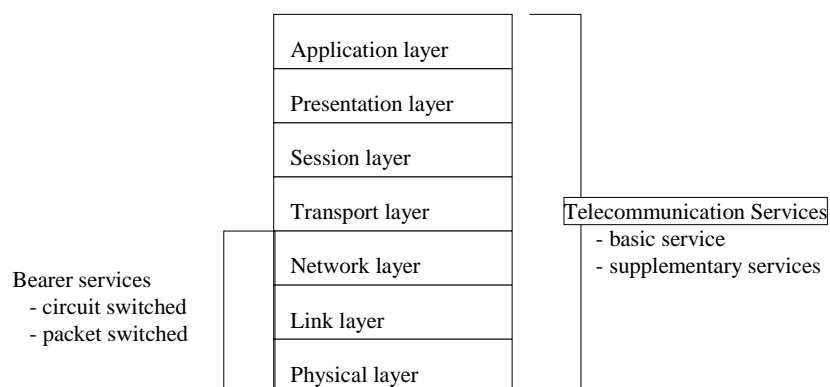 Application layer
Presentation layer
Session layer
Transport layer
Network layer
Link layer
Physical layer
Bearer services
- circuit switched
- packet switched
Telecommunication Services
- basic service
- supplementary services